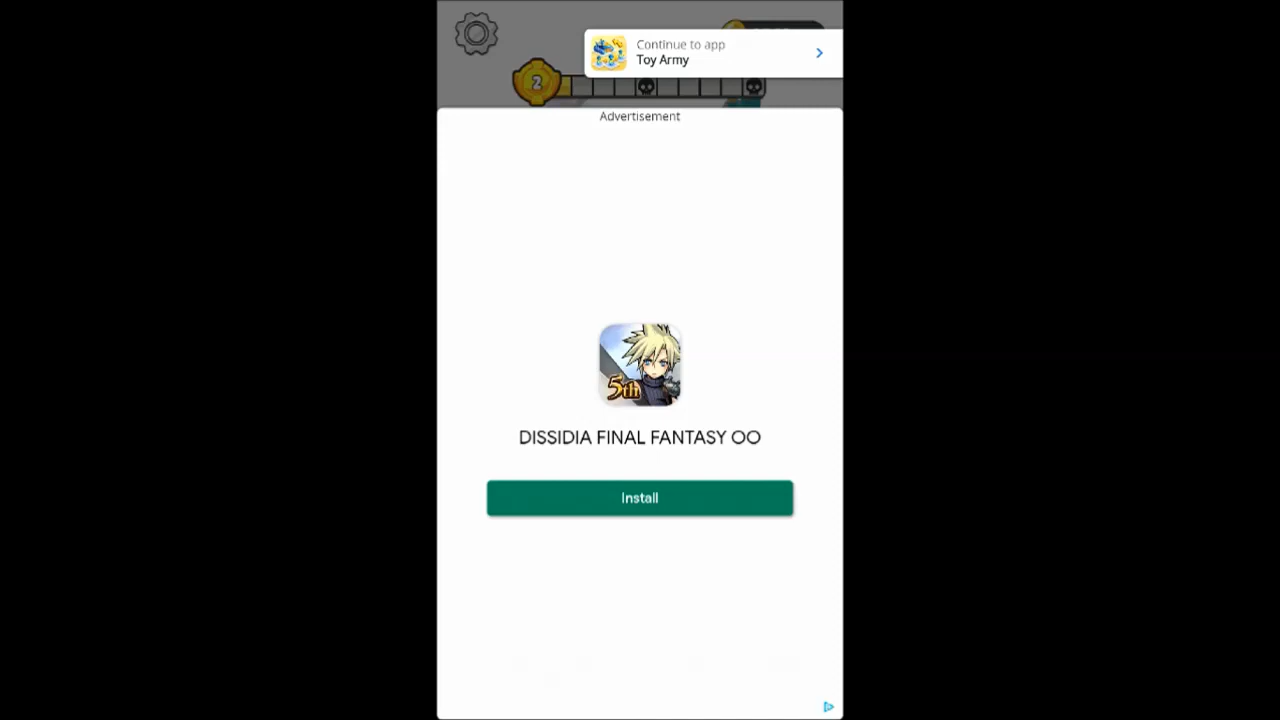 Continue to app
Toy Army
2
Advertisement
5th
DISSIDIA FINAL FANTASY OO
Install